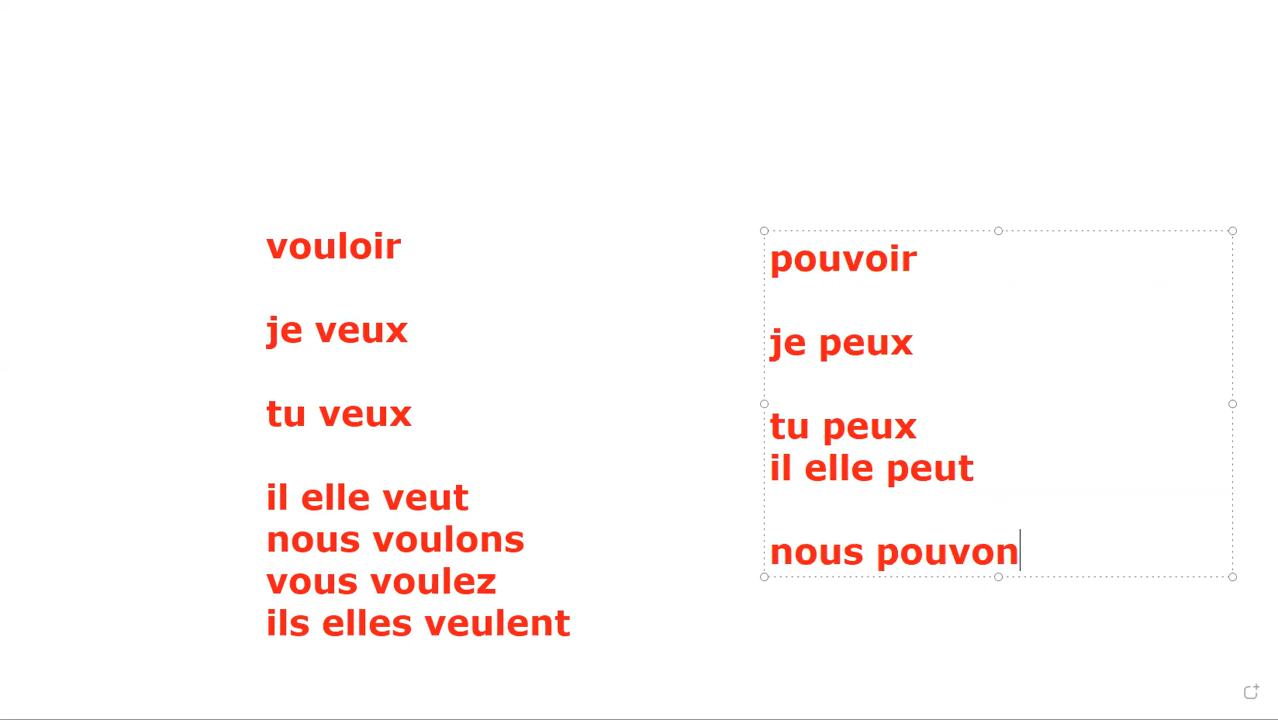 vouloir
je veux
tu veux
il elle veut
nous voulons
vous voulez
ils elles veulent
pouvoir
je peux
tu peux
il elle peut
nous pouvon